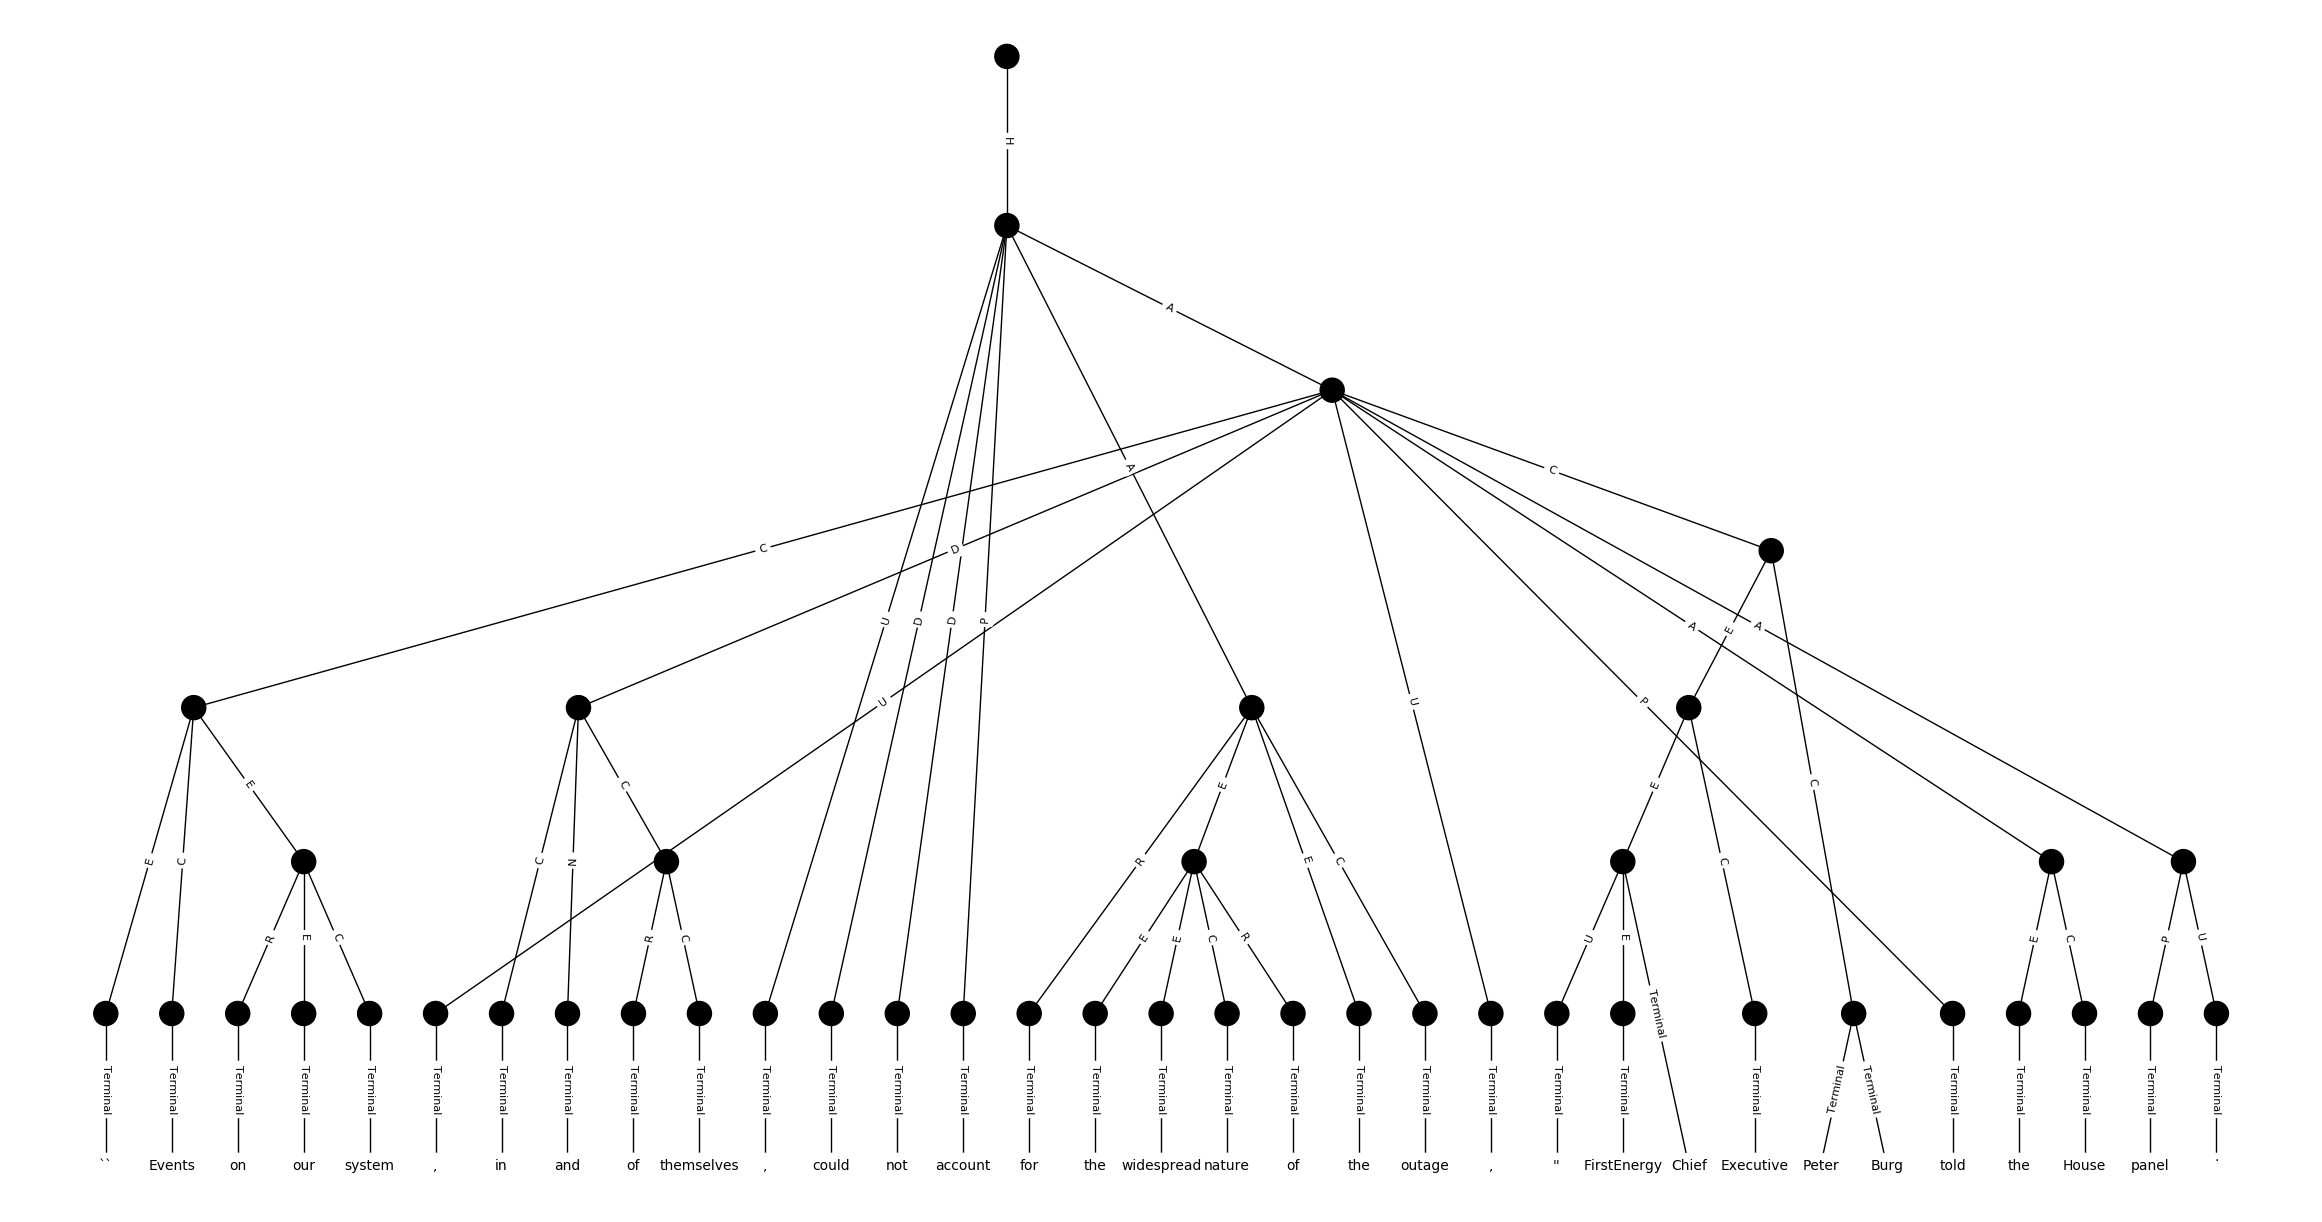 H
A
A
C
C
D
U D D P
E A A
U U P
E C E E C
E C C N R E C C
R E C R C E E C R U E E C P U
Terminal
Terminal Terminal Terminal Terminal Terminal Terminal Terminal Terminal Terminal Terminal Terminal Terminal Terminal Terminal Terminal Terminal Terminal Terminal Terminal Terminal Terminal Terminal Terminal Terminal Terminal Terminal Terminal Terminal Terminal Terminal Terminal Terminal
`` Events on our system , in and of themselves , could not account for the widespread nature of the outage , " FirstEnergy Chief Executive Peter Burg told the House panel .